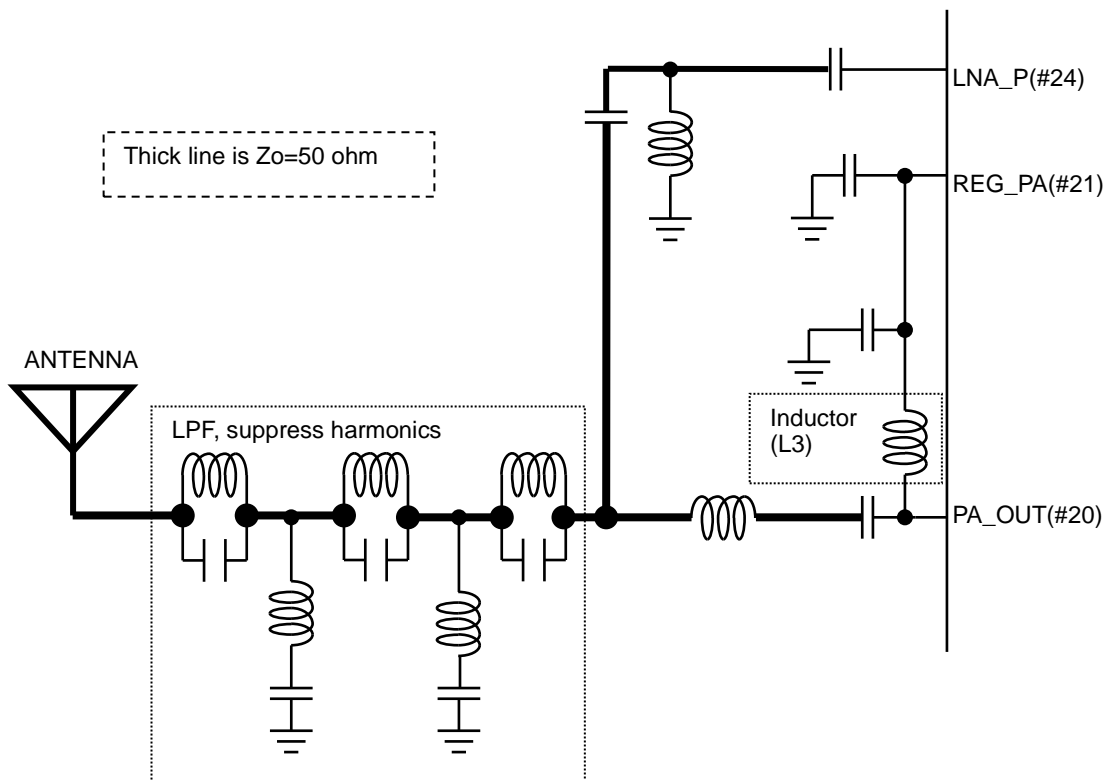 LNA_P(#24)
Thick line is Zo=50 ohm
REG_PA(#21)
ANTENNA
LPF, suppress harmonics
Inductor
(L3)
PA_OUT(#20)